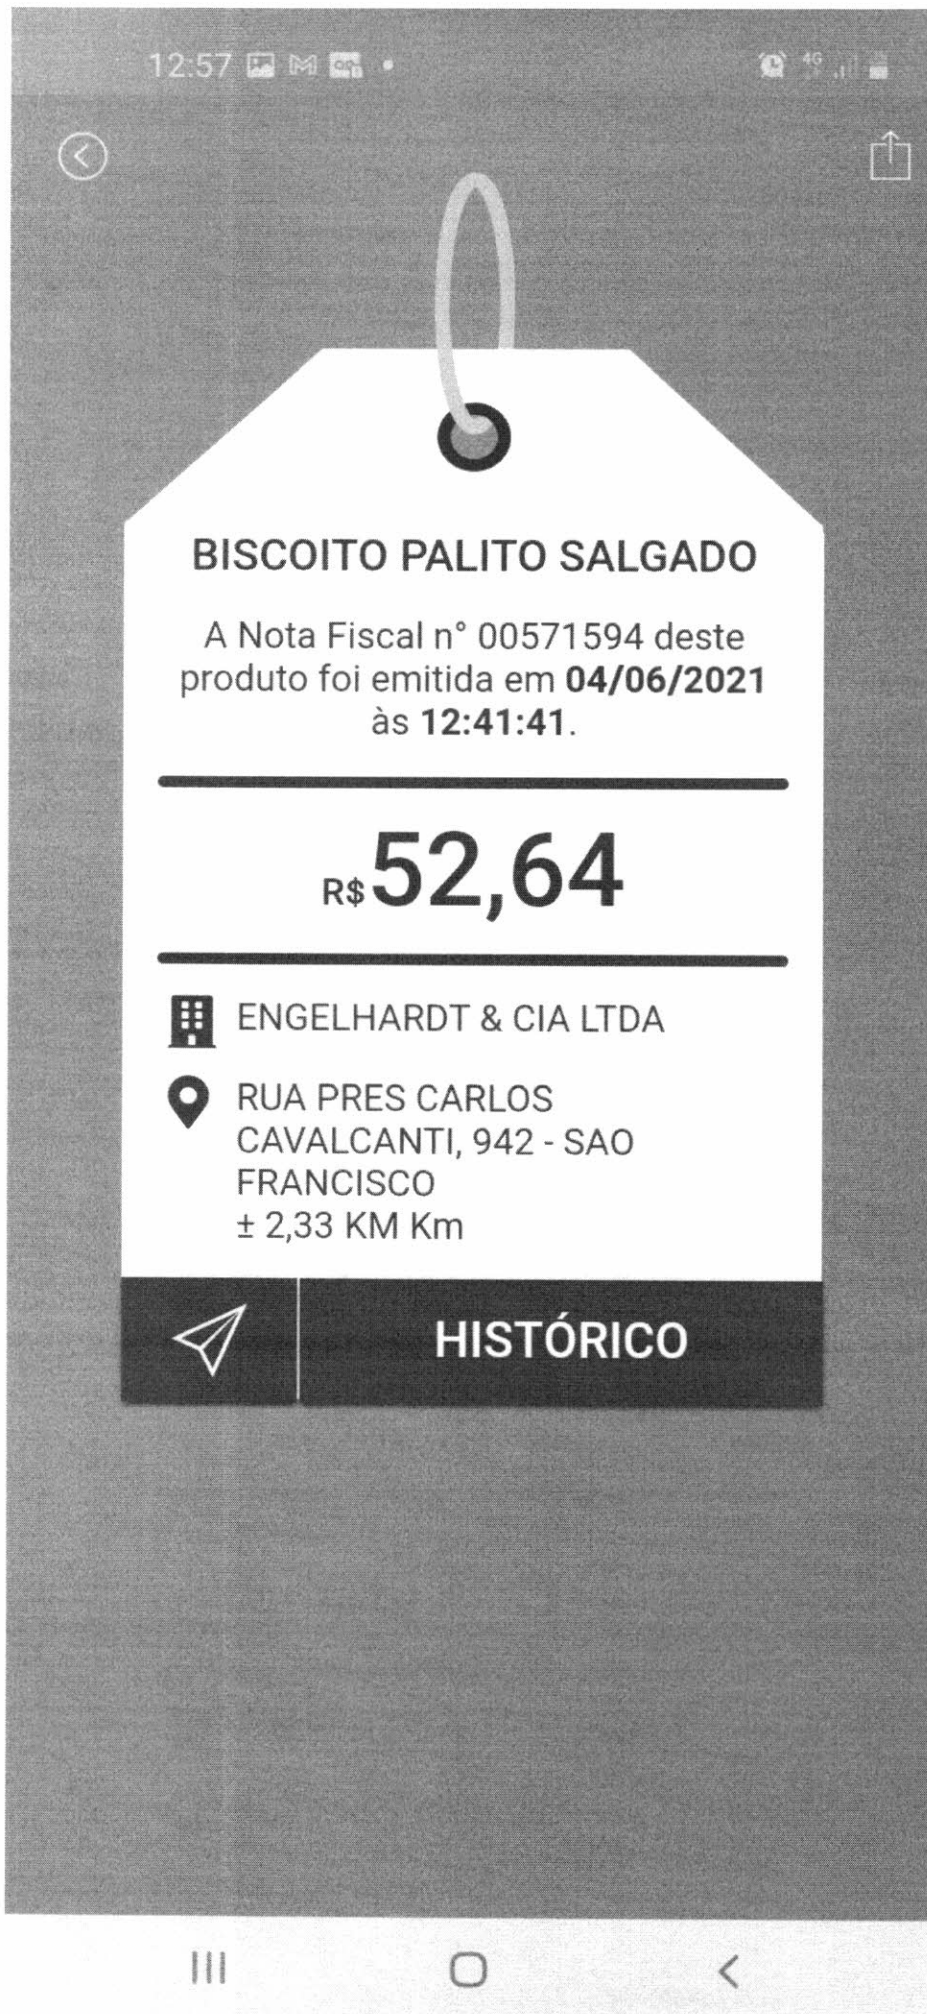 12:57
4G
BISCOITO PALITO SALGADO
A Nota Fiscal n° 00571594 deste
produto foi emitida em 04/06/2021
às 12:41:41.
R$52,64
ENGELHARDT & CIA LTDA
RUA PRES CARLOS
CAVALCANTI, 942 - SAO
FRANCISCO
± 2,33 KM Km
HISTÓRICO